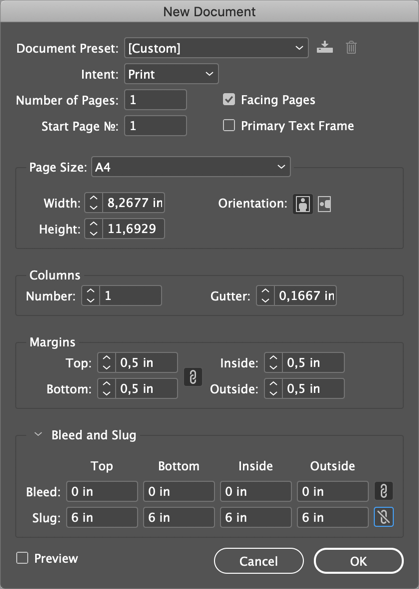 New Document
Document Preset: [Custom]
Intent: Print
Number of Pages: 1 Facing Pages
Start Page №: 1 Primary Text Frame
Page Size: A4
Width: 8,2677 in Orientation:
Height: 11,6929
Columns
Number: 1 Gutter: 0,1667 in
Margins
Top: 0,5 in Inside: 0,5 in
Bottom: 0,5 in Outside: 0,5 in
Bleed and Slug
Top Bottom Inside Outside
Bleed: 0 in 0 in 0 in 0 in
Slug: 6 in 6 in 6 in 6 in
Preview Cancel OK